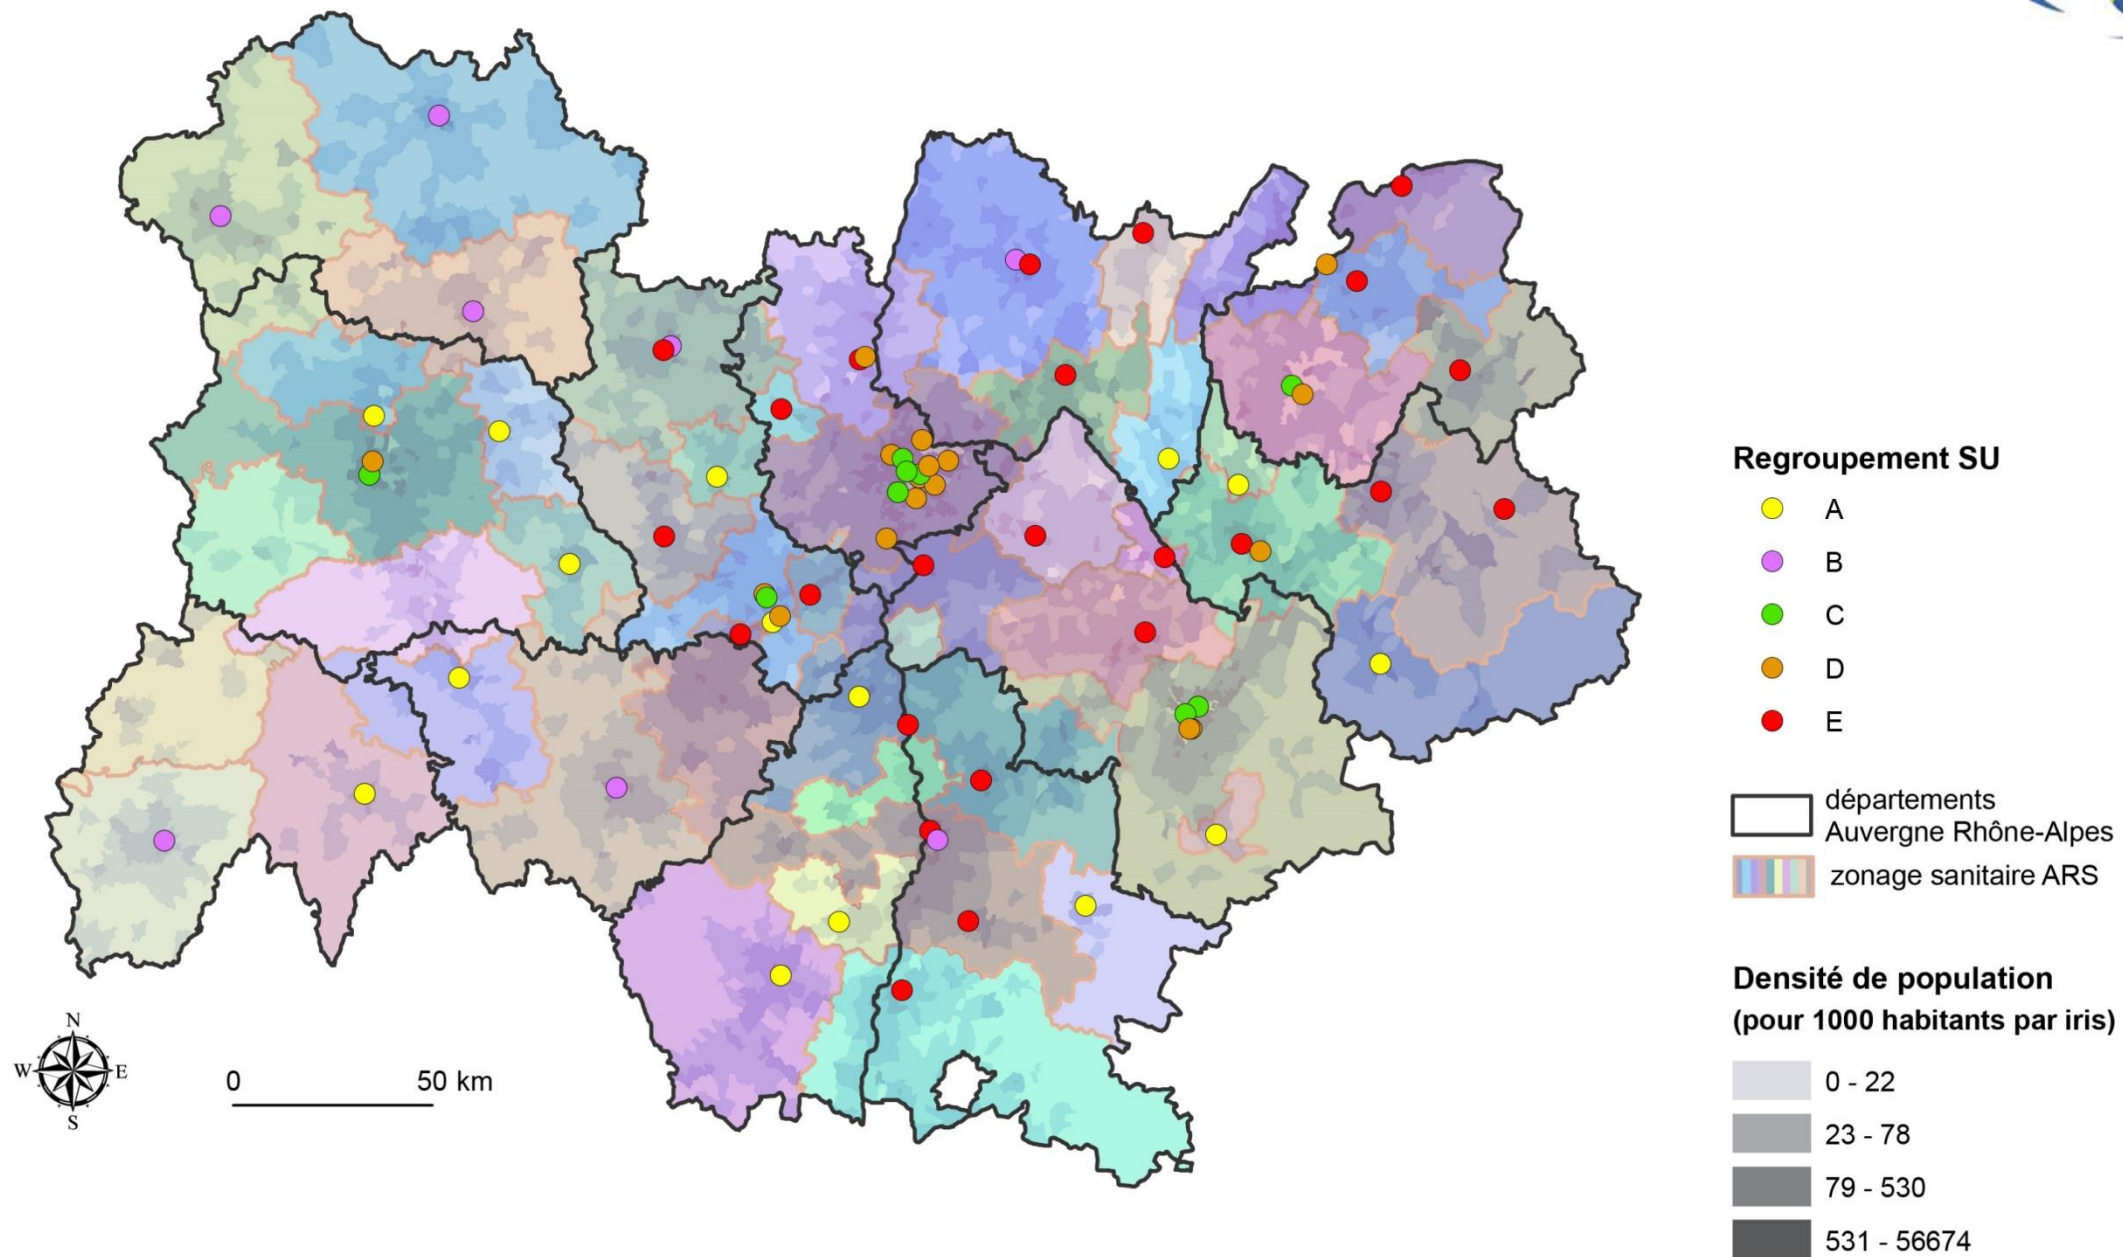 Regroupement SU
A
B
C
D
E
départements
Auvergne Rhône-Alpes
zonage sanitaire ARS
Densité de population
(pour 1000 habitants par iris)
0 - 22
23 - 78
79 - 530
531 - 56674
N
W E
S
0 50 km